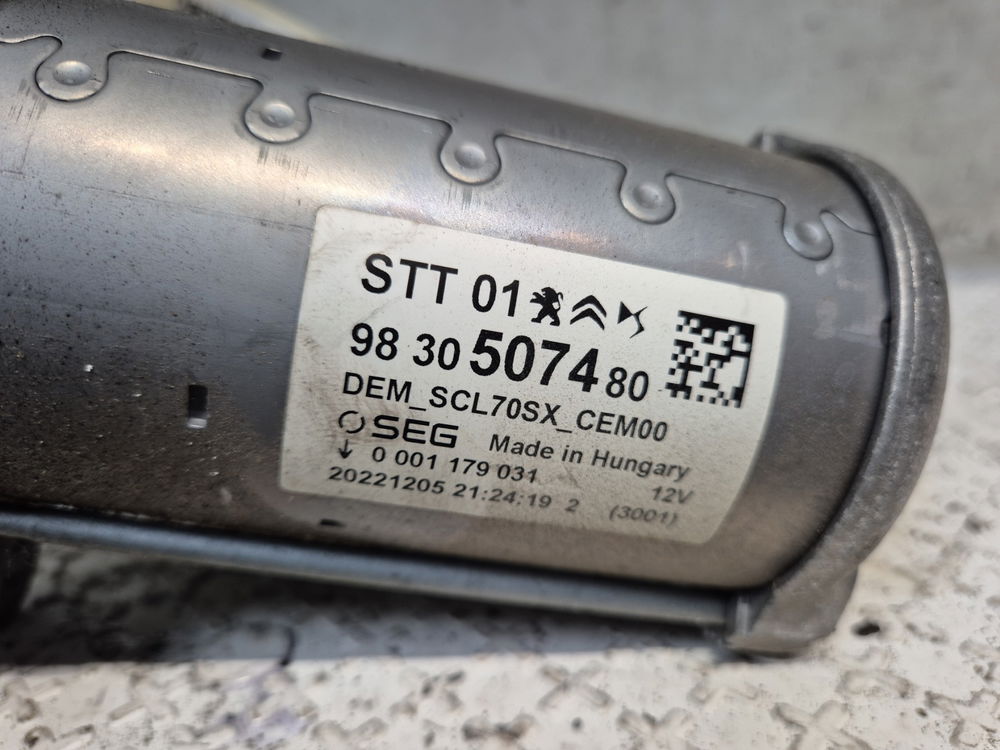 STT 01
98 30 5074 80
DEM_SCL70SX_CEM00
SEG Made in Hungary
0 001 179 031 12V
20221205 21:24:19 2 (3001)